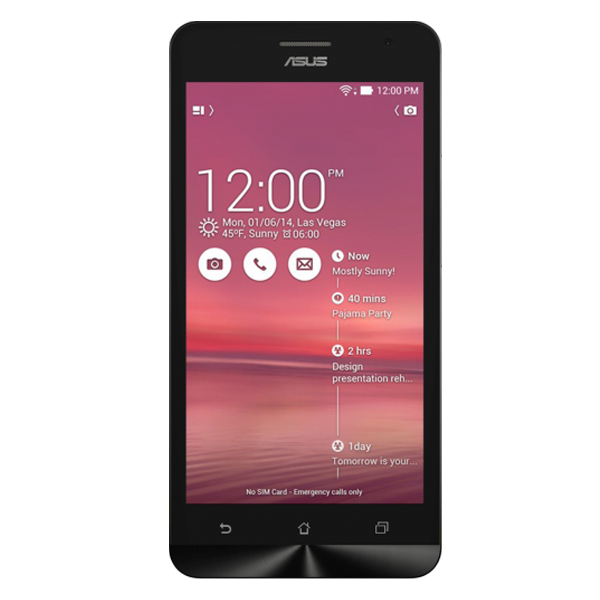 ASUS
12:00 PM
12:00 PM
Mon, 01/06/14, Las Vegas
45ºF, Sunny 06:00
Now
Mostly Sunny!
40 mins
Pajama Party
2 hrs
Design
presentation reh...
1day
Tomorrow is your...
No SIM Card - Emergency calls only